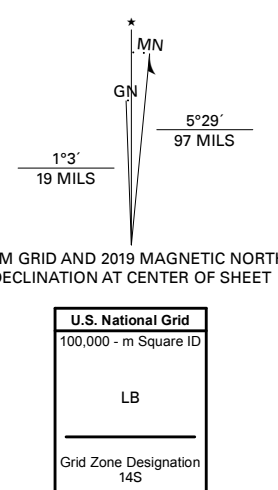 MN
GN
5°29´
97 MILS
1°3´
19 MILS
M GRID AND 2019 MAGNETIC NORTH
DECLINATION AT CENTER OF SHEET
U.S. National Grid
100,000 - m Square ID
LB
Grid Zone Designation
14S